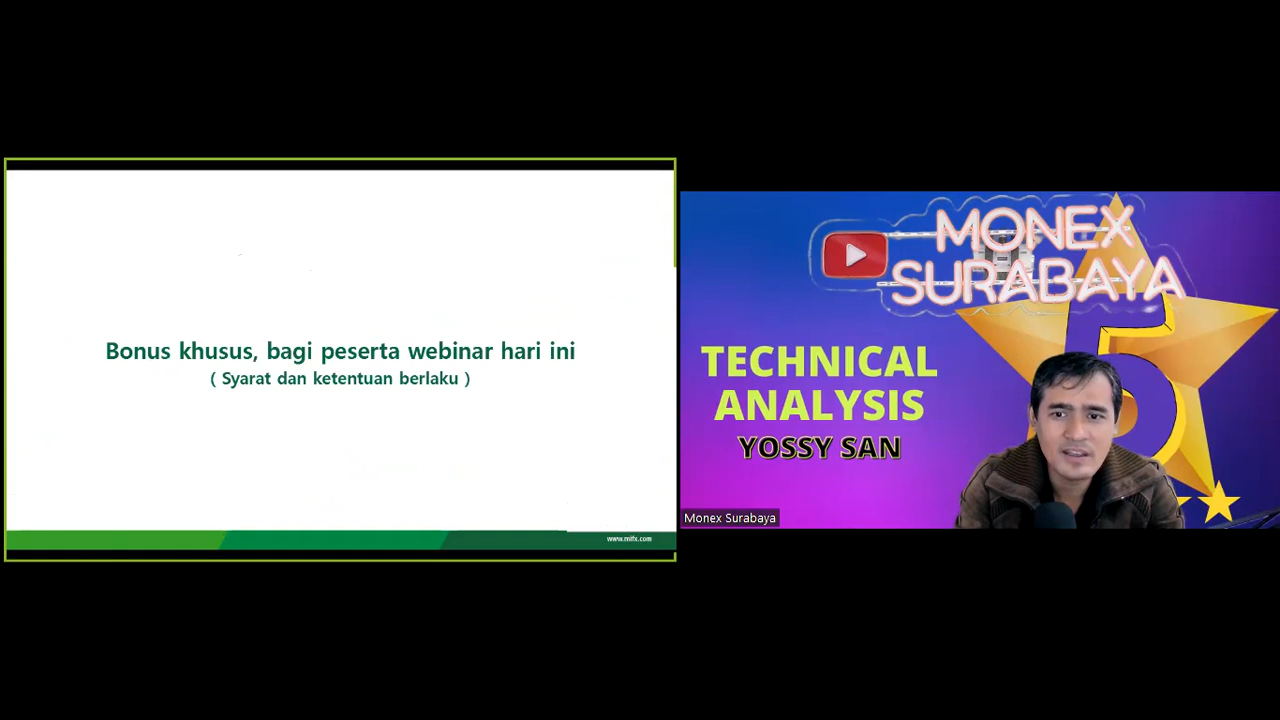 Bonus khusus, bagi peserta webinar hari ini
( Syarat dan ketentuan berlaku )
www.mifx.com
MONEX
SURABAYA
5
TECHNICAL
ANALYSIS
YOSSY SAN
Monex Surabaya